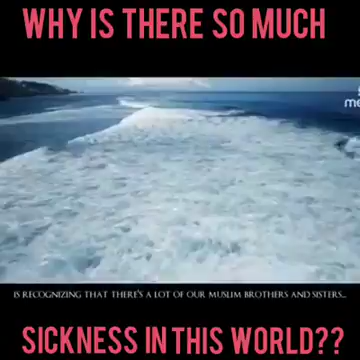 WHY IS THERE SO MUCH
IS RECOGNIZING THAT THERE'S A LOT OF OUR MUSLIM BROTHERS AND SISTERS...
SICKNESS IN THIS WORLD??